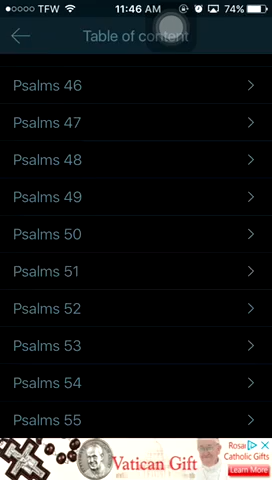 TFW 11:46 AM 74%
Table of content
Psalms 46
Psalms 47
Psalms 48
Psalms 49
Psalms 50
Psalms 51
Psalms 52
Psalms 53
Psalms 54
Psalms 55
Vatican Gift
Rosar
Catholic Gifts
Learn More